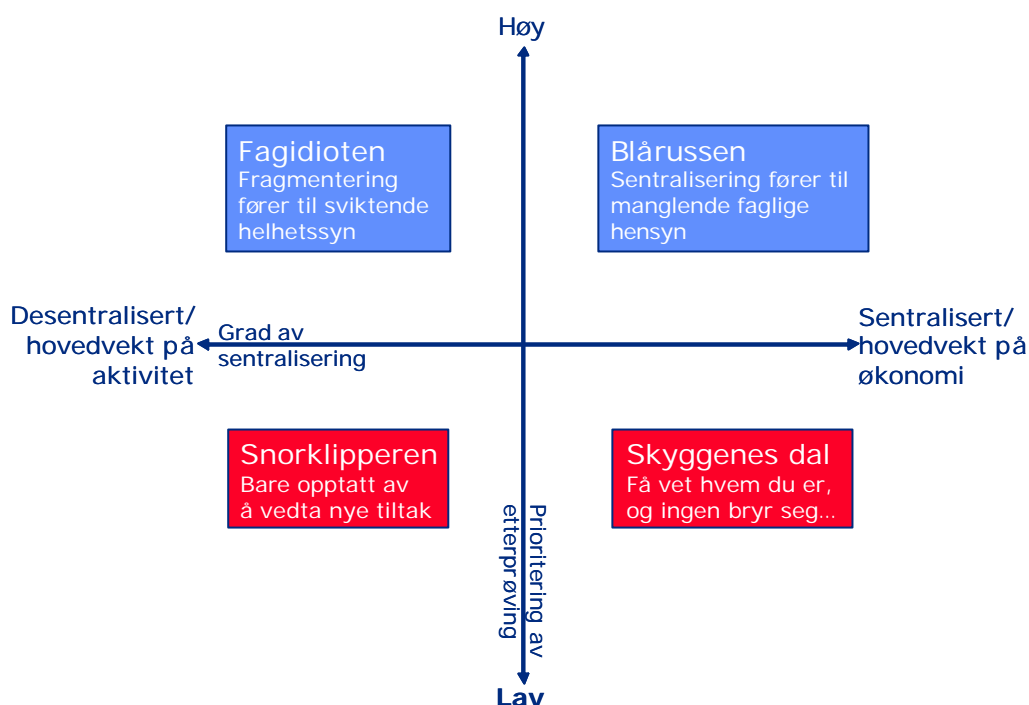 Høy
Fagidioten
Fragmentering
fører til sviktende
helhetssyn
Blårussen
Sentralisering fører til
manglende faglige
hensyn
Desentralisert/
hovedvekt på
aktivitet
Grad av
sentralisering
Sentralisert/
hovedvekt på
økonomi
Snorklipperen
Bare opptatt av
å vedta nye tiltak
Skyggenes dal
Få vet hvem du er,
og ingen bryr seg...
Prioritering av
etterprøving
Lav